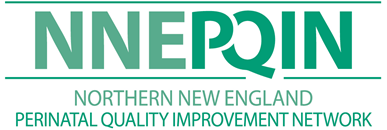 NNEPQIN
NORTHERN NEW ENGLAND
PERINATAL QUALITY IMPROVEMENT NETWORK